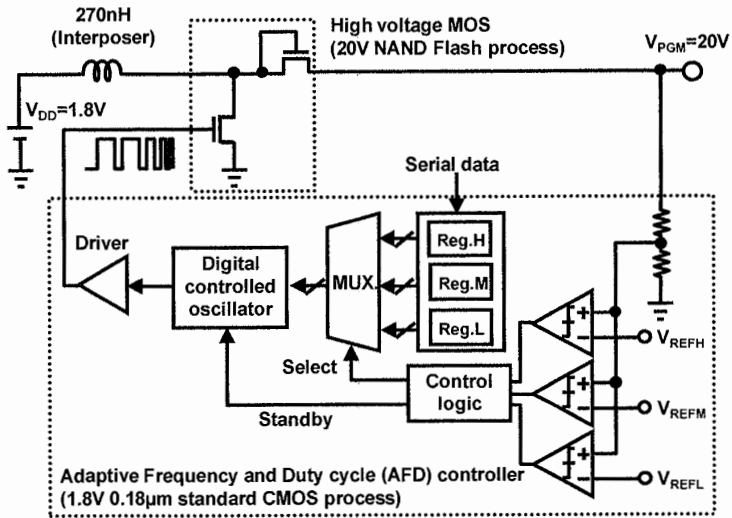 270nH
(Interposer)
High voltage MOS
(20V NAND Flash process)
VPGM=20V
VDD=1.8V
Serial data
Driver
Digital
controlled
oscillator
MUX.
Reg.H
Reg.M
Reg.L
VREFH
Select
Control
logic
VREFM
Standby
VREFL
Adaptive Frequency and Duty cycle (AFD) controller
(1.8V 0.18μm standard CMOS process)